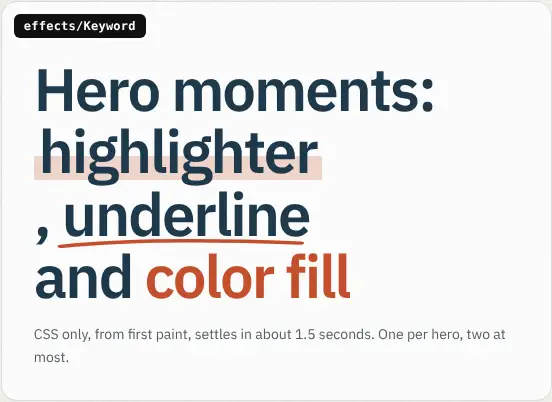 effects/Keyword
Hero moments:
highlighter
, underline
and color fill
CSS only, from first paint, settles in about 1.5 seconds. One per hero, two at
most.